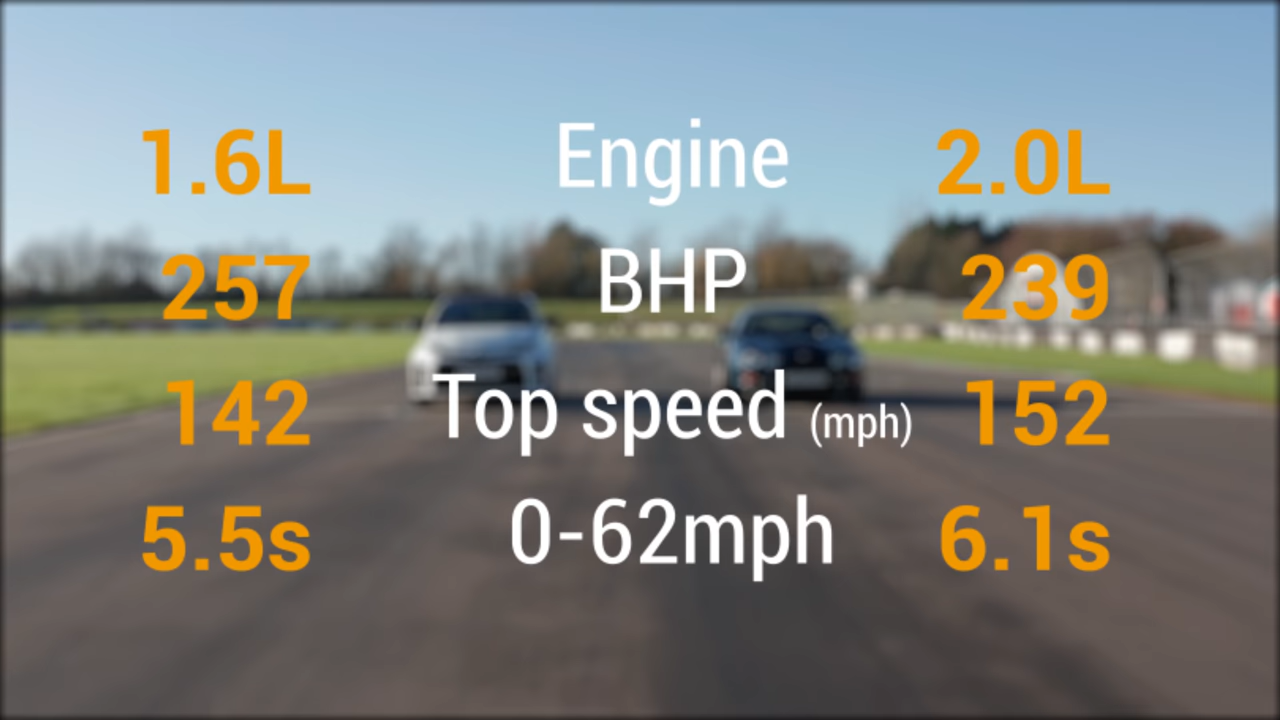 1.6L Engine 2.0L
257 BHP 239
142 Top speed (mph) 152
5.5s 0-62mph 6.1s